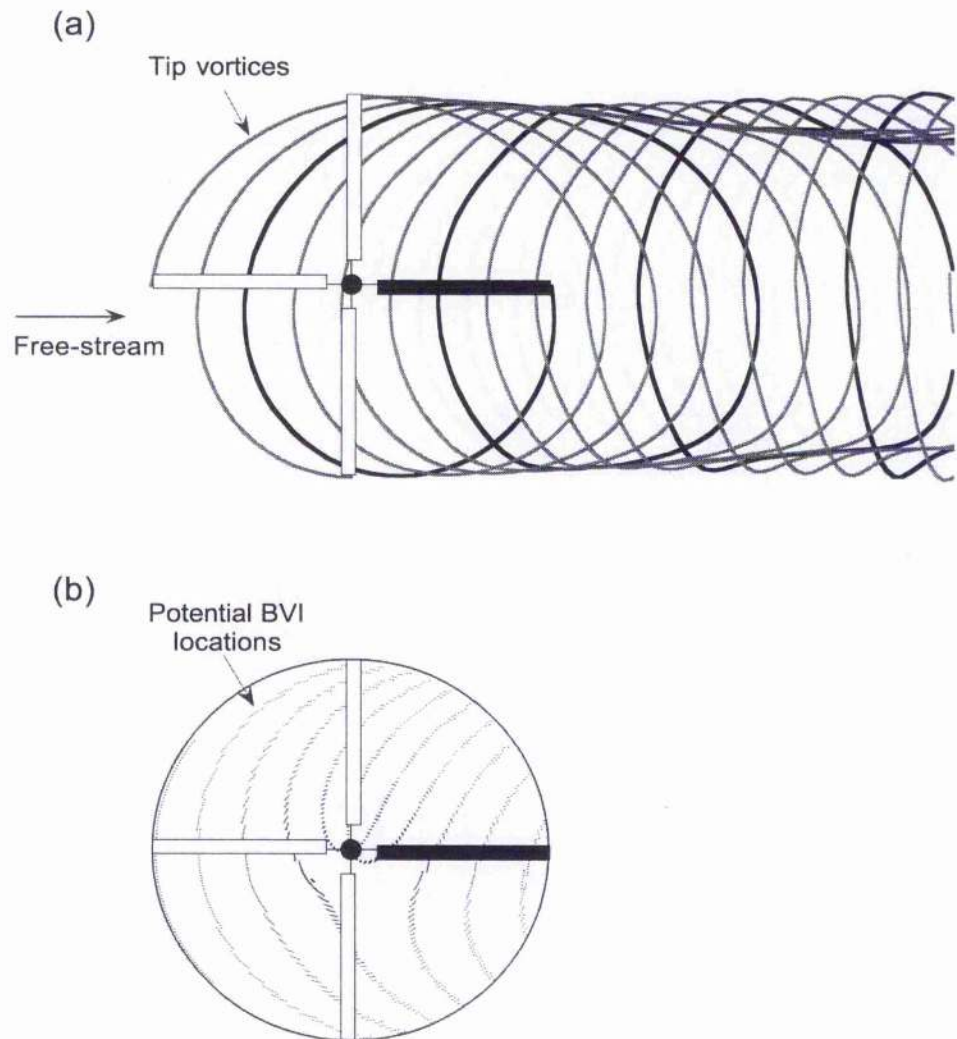 (a)
Tip vortices
Free-stream
(b)
Potential BVI
locations